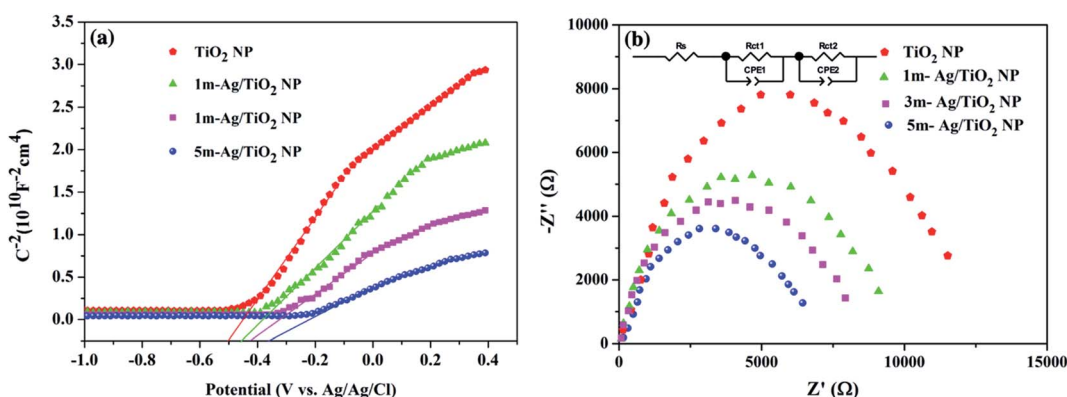 (a)
TiO₂ NP
1m-Ag/TiO₂ NP
1m-Ag/TiO₂ NP
5m-Ag/TiO₂ NP
C⁻²(10¹⁰F⁻²cm⁴)
3.5
3.0
2.5
2.0
1.5
1.0
0.5
0.0
-1.0 -0.8 -0.6 -0.4 -0.2 0.0 0.2 0.4
Potential (V vs. Ag/Ag/Cl)
(b)
Rs Rct1 Rct2
CPE1 CPE2
TiO₂ NP
1m- Ag/TiO₂ NP
3m- Ag/TiO₂ NP
5m- Ag/TiO₂ NP
-Z'' (Ω)
10000
8000
6000
4000
2000
0
0 5000 10000 15000
Z' (Ω)